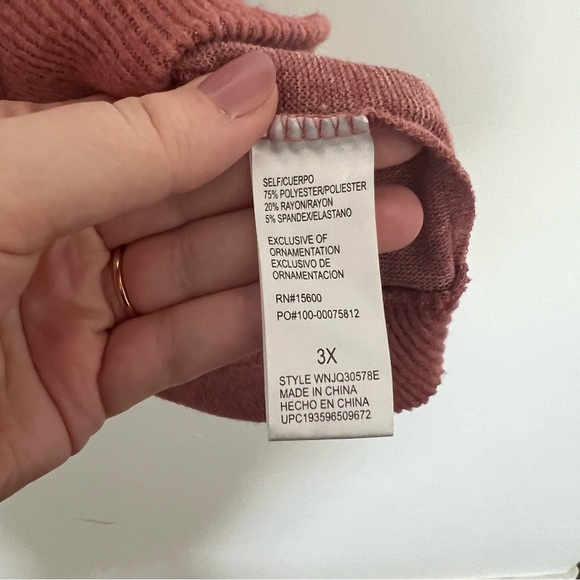 SELF/CUERPO
75% POLYESTER/POLIESTER
20% RAYON/RAYON
5% SPANDEX/ELASTANO
EXCLUSIVE OF
ORNAMENTATION
EXCLUSIVO DE
ORNAMENTACION
RN#15600
PO#100-00075812
3X
STYLE WNJQ30578E
MADE IN CHINA
HECHO EN CHINA
UPC193596509672